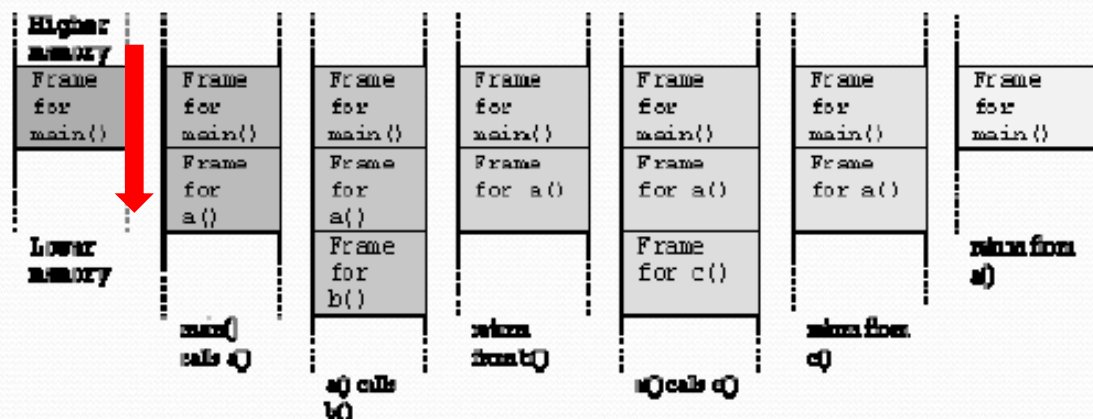 Higher
memory
Frame
for
main()
Lower
memory
Frame
for
main()
Frame
for
a()
main()
calls a()
Frame
for
main()
Frame
for
a()
Frame
for
b()
a() calls
b()
Frame
for
main()
Frame
for a()
return
from b()
Frame
for
main()
Frame
for a()
Frame
for c()
a() calls c()
Frame
for
main()
Frame
for a()
return from
c()
Frame
for
main()
return from
a()